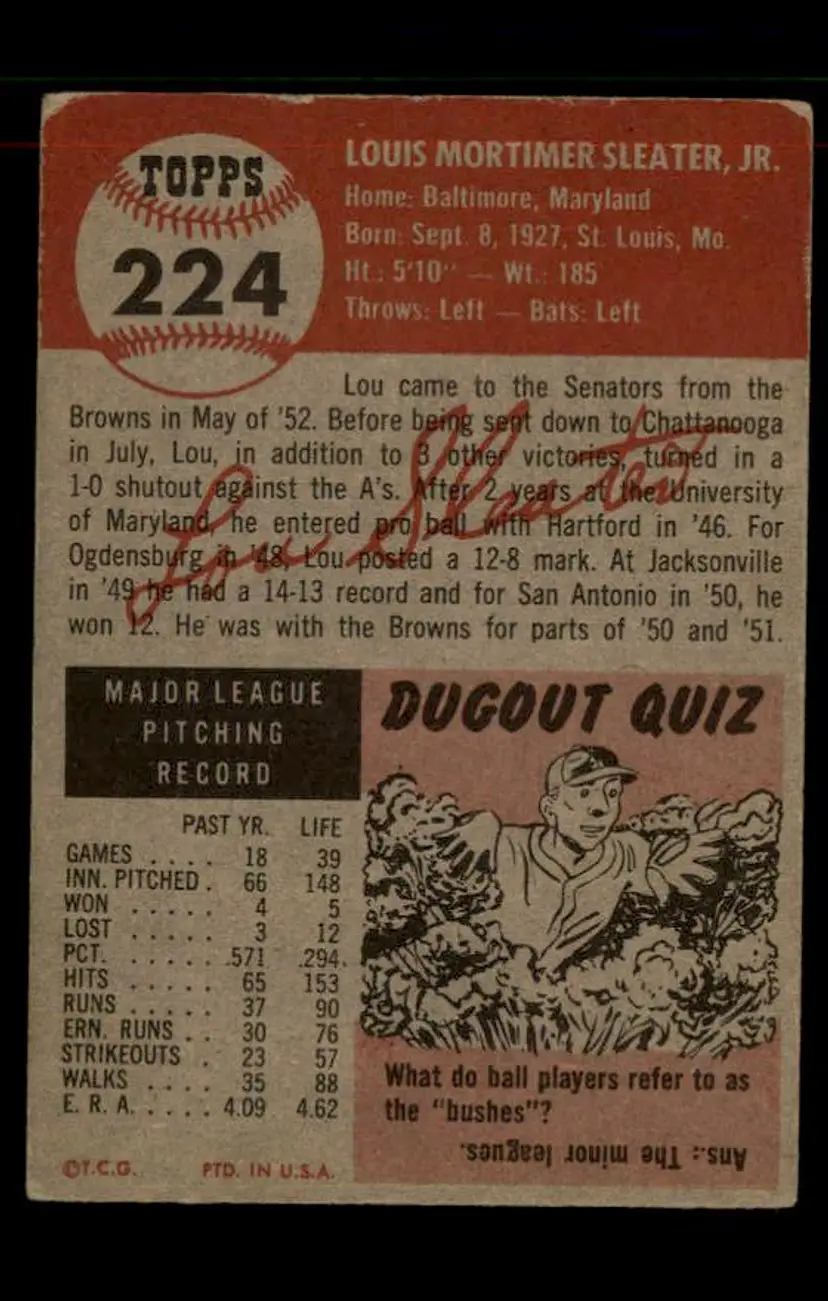 TOPPS
224
LOUIS MORTIMER SLEATER, JR.
Home: Baltimore, Maryland
Born: Sept. 8, 1927, St. Louis, Mo.
Ht.: 5'10" — Wt.: 185
Throws: Left — Bats: Left
Lou came to the Senators from the
Browns in May of '52. Before being sent down to Chattanooga
in July, Lou, in addition to 3 other victories, turned in a
1-0 shutout against the A's. After 2 years at the University
of Maryland, he entered pro ball with Hartford in '46. For
Ogdensburg in '48, Lou posted a 12-8 mark. At Jacksonville
in '49 he had a 14-13 record and for San Antonio in '50, he
won 12. He was with the Browns for parts of '50 and '51.
Lou Sleater
MAJOR LEAGUE
PITCHING
RECORD
PAST YR. LIFE
GAMES . . . . 18 39
INN. PITCHED . 66 148
WON . . . . . 4 5
LOST . . . . . 3 12
PCT. . . . . . .571 .294
HITS . . . . . 65 153
RUNS . . . . . 37 90
ERN. RUNS . . 30 76
STRIKEOUTS . 23 57
WALKS . . . . 35 88
E. R. A. . . . . 4.09 4.62
©T.C.G. PTD. IN U.S.A.
DUGOUT QUIZ
What do ball players refer to as
the "bushes"?
Ans.: The minor leagues.